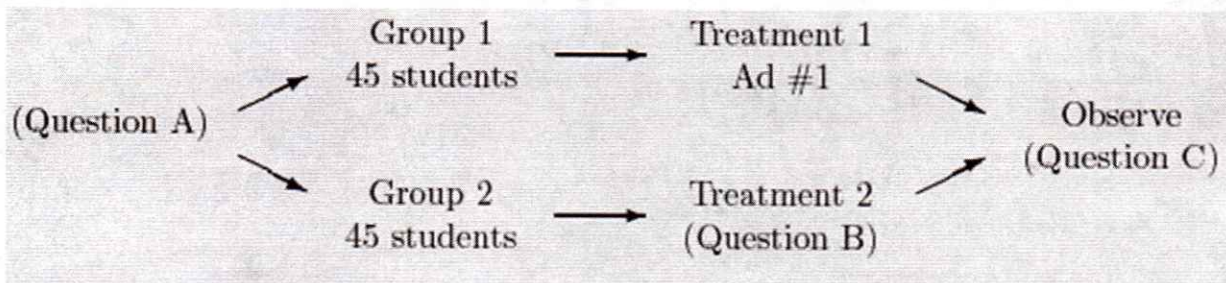 (Question A)
Group 1
45 students
Treatment 1
Ad #1
Group 2
45 students
Treatment 2
(Question B)
Observe
(Question C)